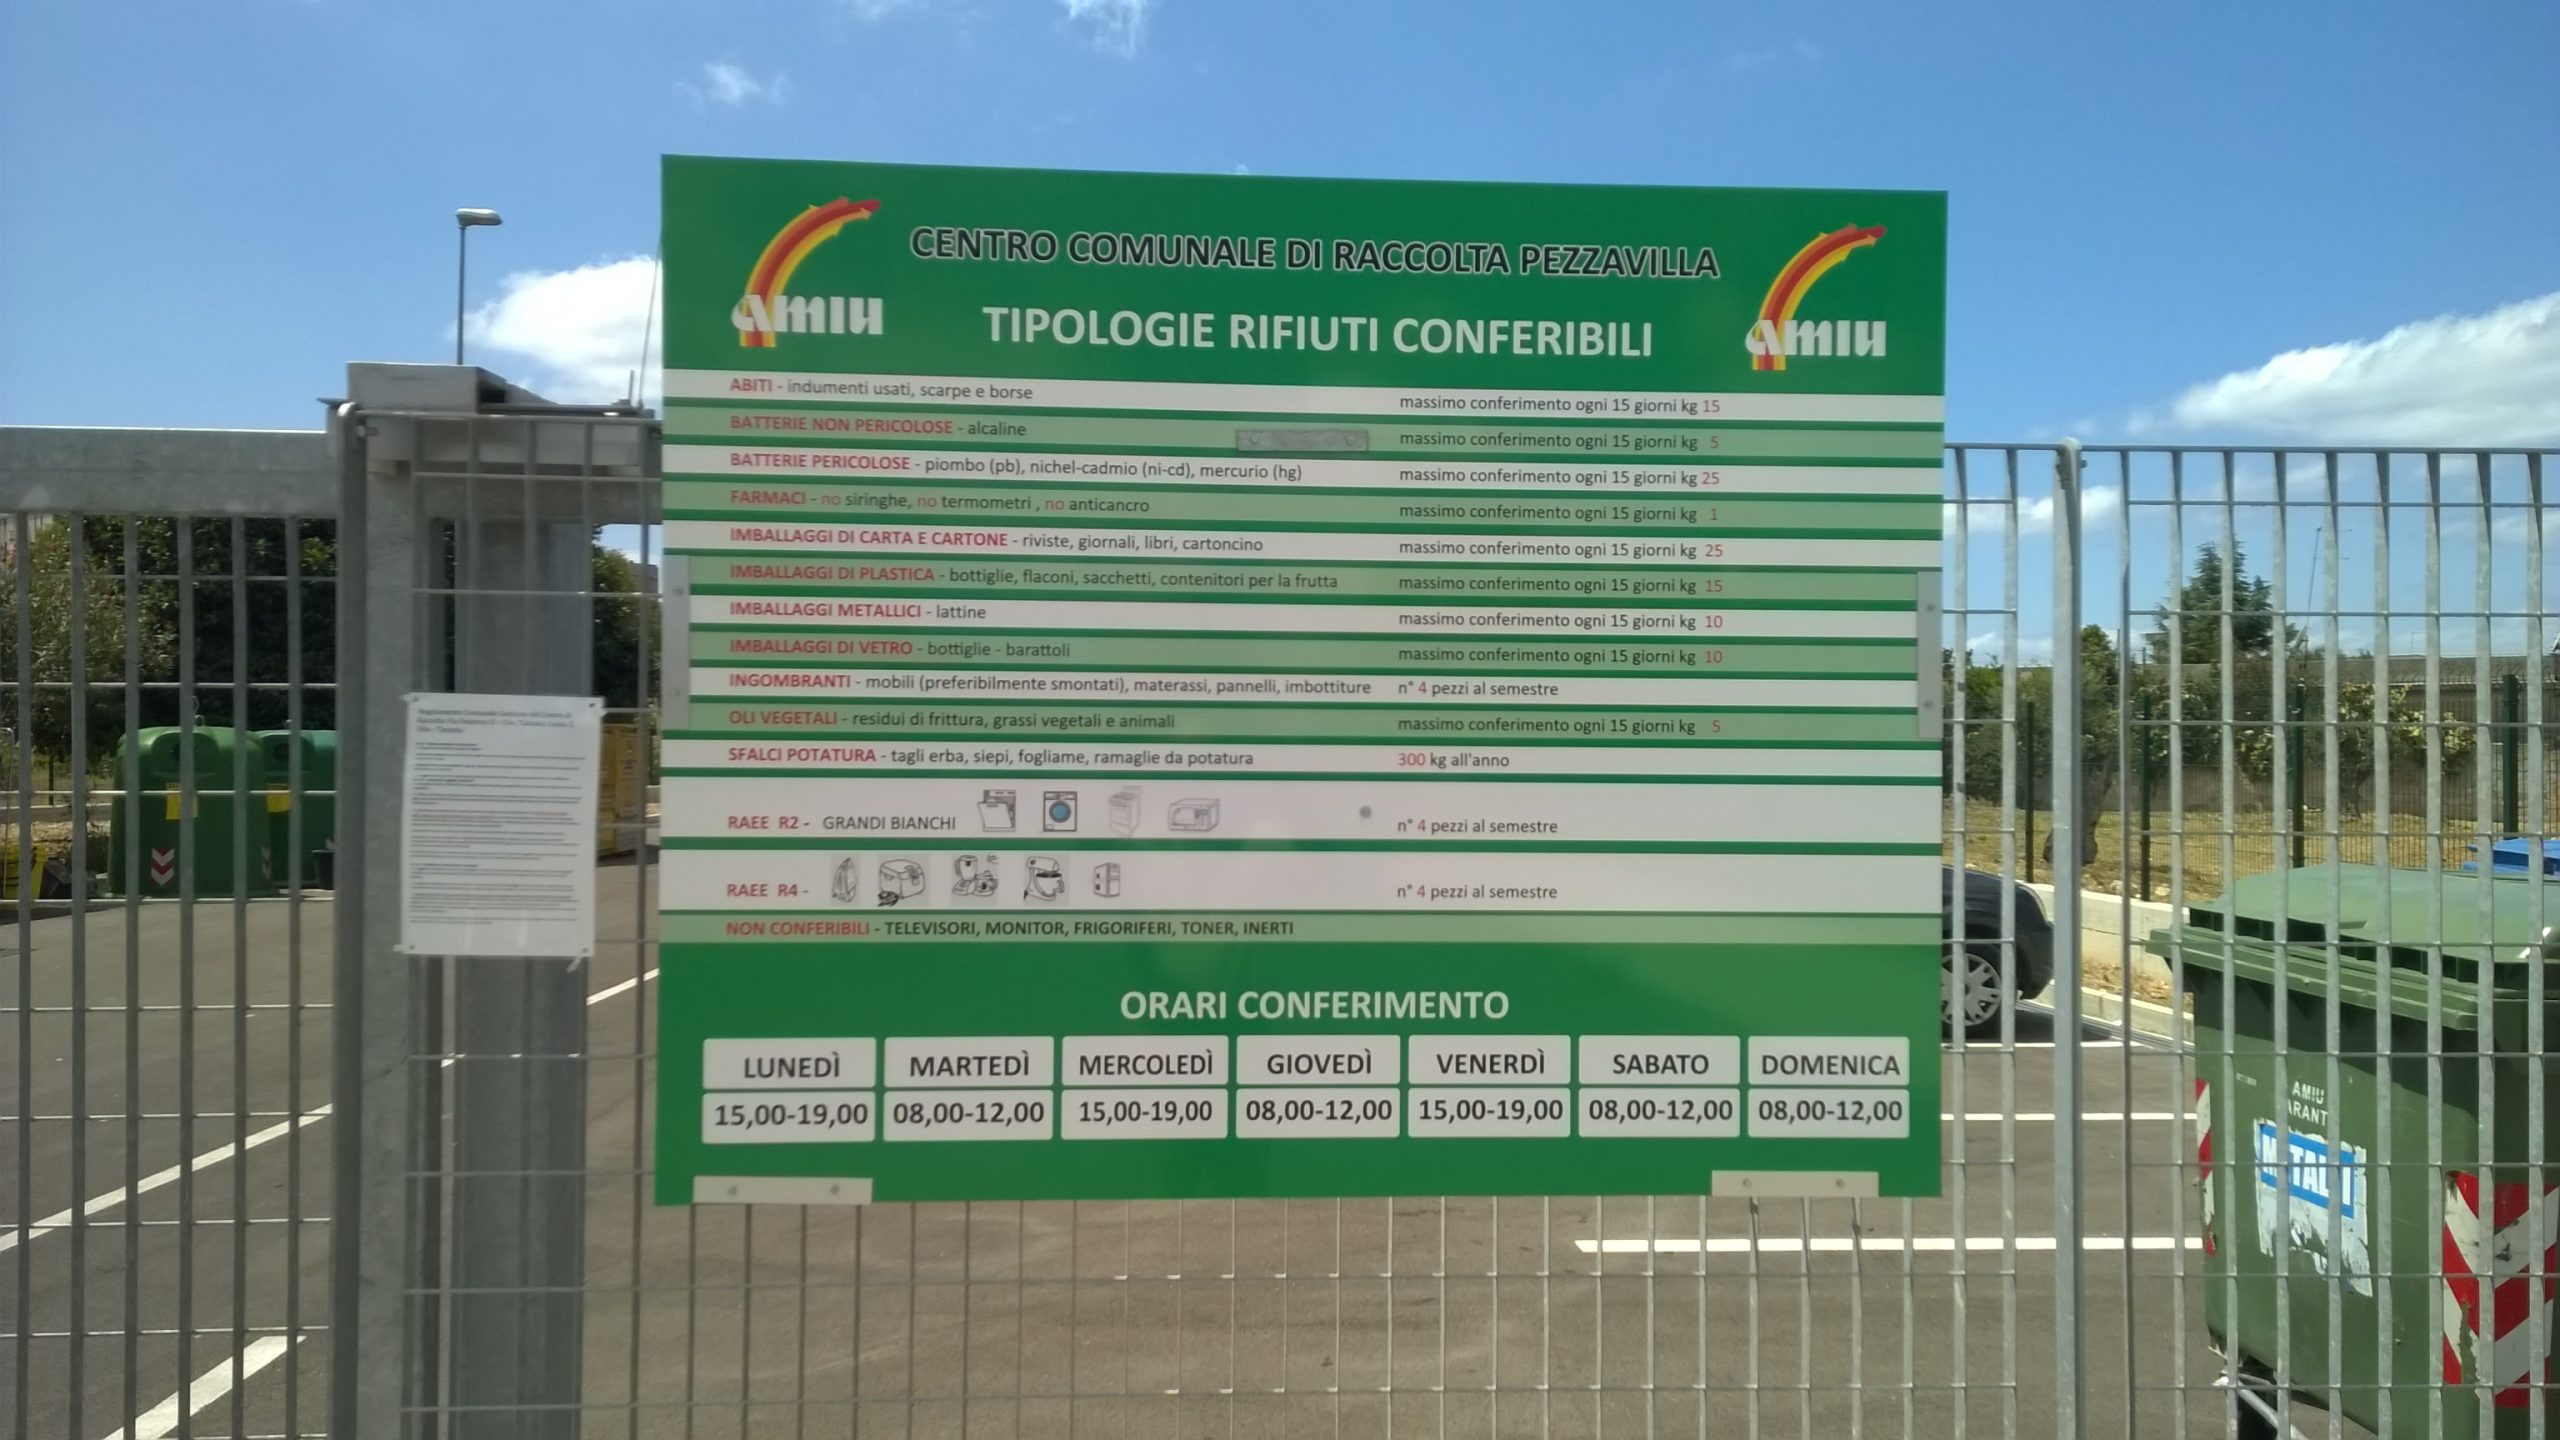 AMIU
CENTRO COMUNALE DI RACCOLTA PEZZAVILLA
AMIU
TIPOLOGIE RIFIUTI CONFERIBILI
ABITI - indumenti usati, scarpe e borse massimo conferimento ogni 15 giorni kg 15
BATTERIE NON PERICOLOSE - alcaline massimo conferimento ogni 15 giorni kg 5
BATTERIE PERICOLOSE - piombo (pb), nichel-cadmio (ni-cd), mercurio (hg) massimo conferimento ogni 15 giorni kg 25
FARMACI - no siringhe, no termometri , no anticancro massimo conferimento ogni 15 giorni kg 1
IMBALLAGGI DI CARTA E CARTONE - riviste, giornali, libri, cartoncino massimo conferimento ogni 15 giorni kg 25
IMBALLAGGI DI PLASTICA - bottiglie, flaconi, sacchetti, contenitori per la frutta massimo conferimento ogni 15 giorni kg 15
IMBALLAGGI METALLICI - lattine massimo conferimento ogni 15 giorni kg 10
IMBALLAGGI DI VETRO - bottiglie - barattoli massimo conferimento ogni 15 giorni kg 10
INGOMBRANTI - mobili (preferibilmente smontati), materassi, pannelli, imbottiture n° 4 pezzi al semestre
OLI VEGETALI - residui di frittura, grassi vegetali e animali massimo conferimento ogni 15 giorni kg 5
SFALCI POTATURA - tagli erba, siepi, fogliame, ramaglie da potatura 300 kg all'anno
RAEE R2 - GRANDI BIANCHI n° 4 pezzi al semestre
RAEE R4 - n° 4 pezzi al semestre
NON CONFERIBILI - TELEVISORI, MONITOR, FRIGORIFERI, TONER, INERTI
ORARI CONFERIMENTO
LUNEDÌ MARTEDÌ MERCOLEDÌ GIOVEDÌ VENERDÌ SABATO DOMENICA
15,00-19,00 08,00-12,00 15,00-19,00 08,00-12,00 15,00-19,00 08,00-12,00 08,00-12,00
AMIU